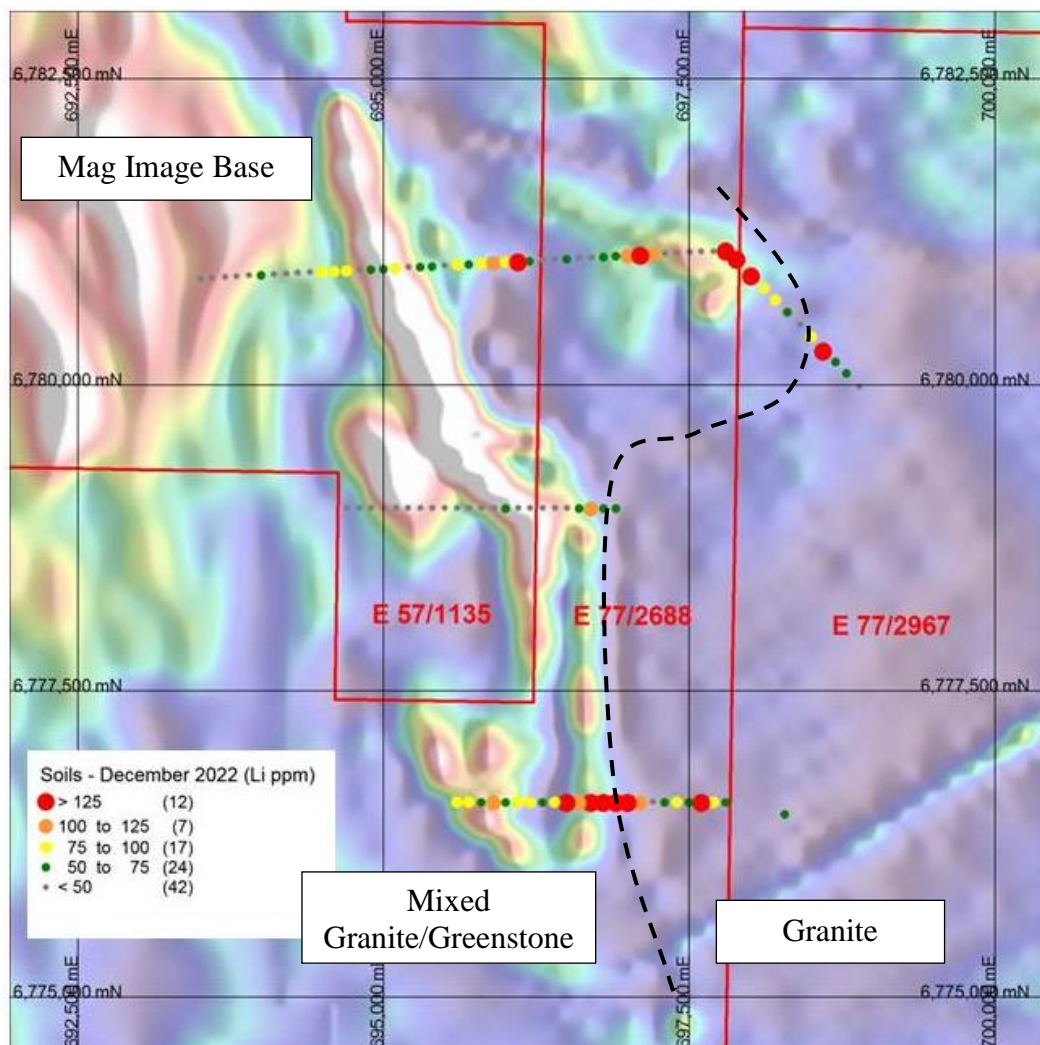 692,500 mE
695,000 mE
697,500 mE
700,000 mE
6,782,500 mN
6,782,500 mN
Mag Image Base
6,780,000 mN
6,780,000 mN
E 57/1135
E 77/2688
E 77/2967
6,777,500 mN
6,777,500 mN
Soils - December 2022 (Li ppm)
> 125 (12)
100 to 125 (7)
75 to 100 (17)
50 to 75 (24)
< 50 (42)
Mixed
Granite/Greenstone
Granite
6,775,000 mN
6,775,000 mN
692,500 mE
695,000 mE
697,500 mE
700,000 mE